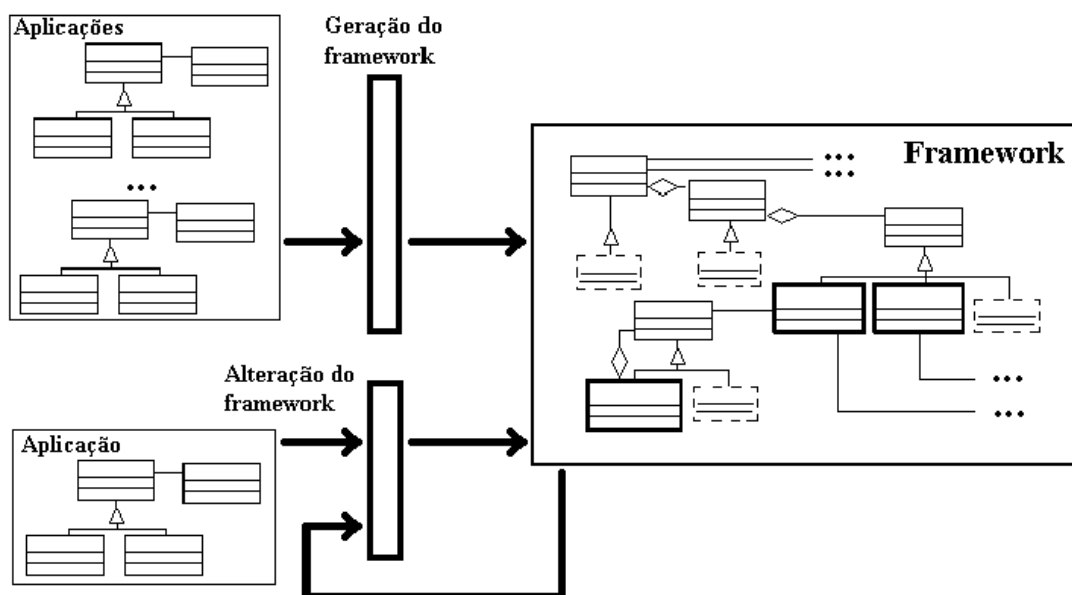 Aplicações
Geração do
framework
...
Framework
...
...
Alteração do
framework
Aplicação
...
...